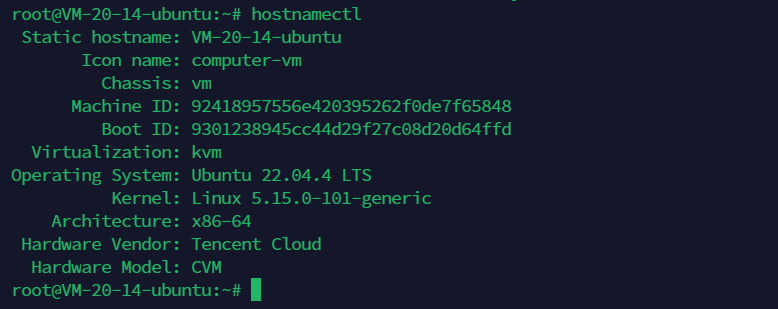 root@VM-20-14-ubuntu:~# hostnamectl
Static hostname: VM-20-14-ubuntu
Icon name: computer-vm
Chassis: vm
Machine ID: 92418957556e420395262f0de7f65848
Boot ID: 9301238945cc44d29f27c08d20d64ffd
Virtualization: kvm
Operating System: Ubuntu 22.04.4 LTS
Kernel: Linux 5.15.0-101-generic
Architecture: x86-64
Hardware Vendor: Tencent Cloud
Hardware Model: CVM
root@VM-20-14-ubuntu:~#